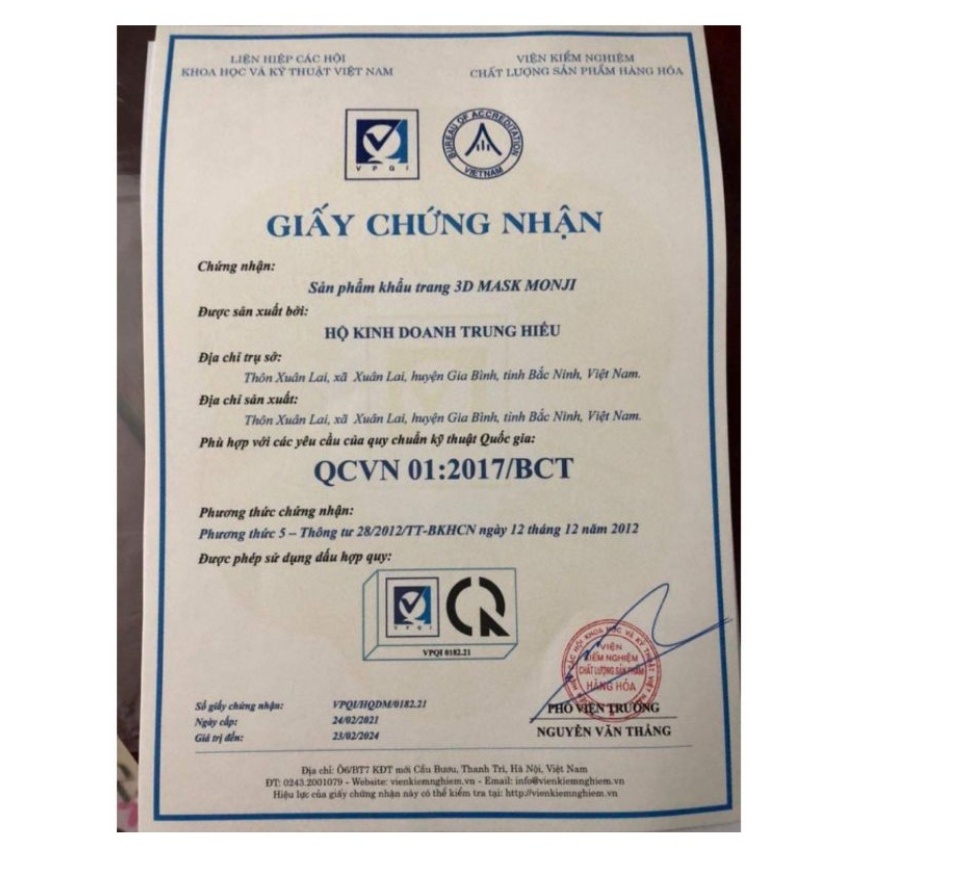 LIÊN HIỆP CÁC HỘI
KHOA HỌC VÀ KỸ THUẬT VIỆT NAM
VIỆN KIỂM NGHIỆM
CHẤT LƯỢNG SẢN PHẨM HÀNG HÓA
VPQI
BUREAU OF ACCREDITATION
VIETNAM
GIẤY CHỨNG NHẬN
Chứng nhận:
Sản phẩm khẩu trang 3D MASK MONJI
Được sản xuất bởi:
HỘ KINH DOANH TRUNG HIẾU
Địa chỉ trụ sở:
Thôn Xuân Lai, xã Xuân Lai, huyện Gia Bình, tỉnh Bắc Ninh, Việt Nam.
Địa chỉ sản xuất:
Thôn Xuân Lai, xã Xuân Lai, huyện Gia Bình, tỉnh Bắc Ninh, Việt Nam.
Phù hợp với các yêu cầu của quy chuẩn kỹ thuật Quốc gia:
QCVN 01:2017/BCT
Phương thức chứng nhận:
Phương thức 5 – Thông tư 28/2012/TT-BKHCN ngày 12 tháng 12 năm 2012
Được phép sử dụng dấu hợp quy:
VPQI
VPQI 0182.21
VIỆN
KIỂM NGHIỆM
CHẤT LƯỢNG SẢN PHẨM
HÀNG HÓA
PHÓ VIỆN TRƯỞNG
NGUYỄN VĂN THẮNG
Số giấy chứng nhận: VPQI/HQDM/0182.21
Ngày cấp: 24/02/2021
Giá trị đến: 23/02/2024
Địa chỉ: Ô6/BT7 KĐT mới Cầu Bươu, Thanh Trì, Hà Nội, Việt Nam
ĐT: 0243.2001079 - Website: vienkiemnghiem.vn - Email: info@vienkiemnghiem.vn
Hiệu lực của giấy chứng nhận này có thể kiểm tra tại: http://vienkiemnghiem.vn